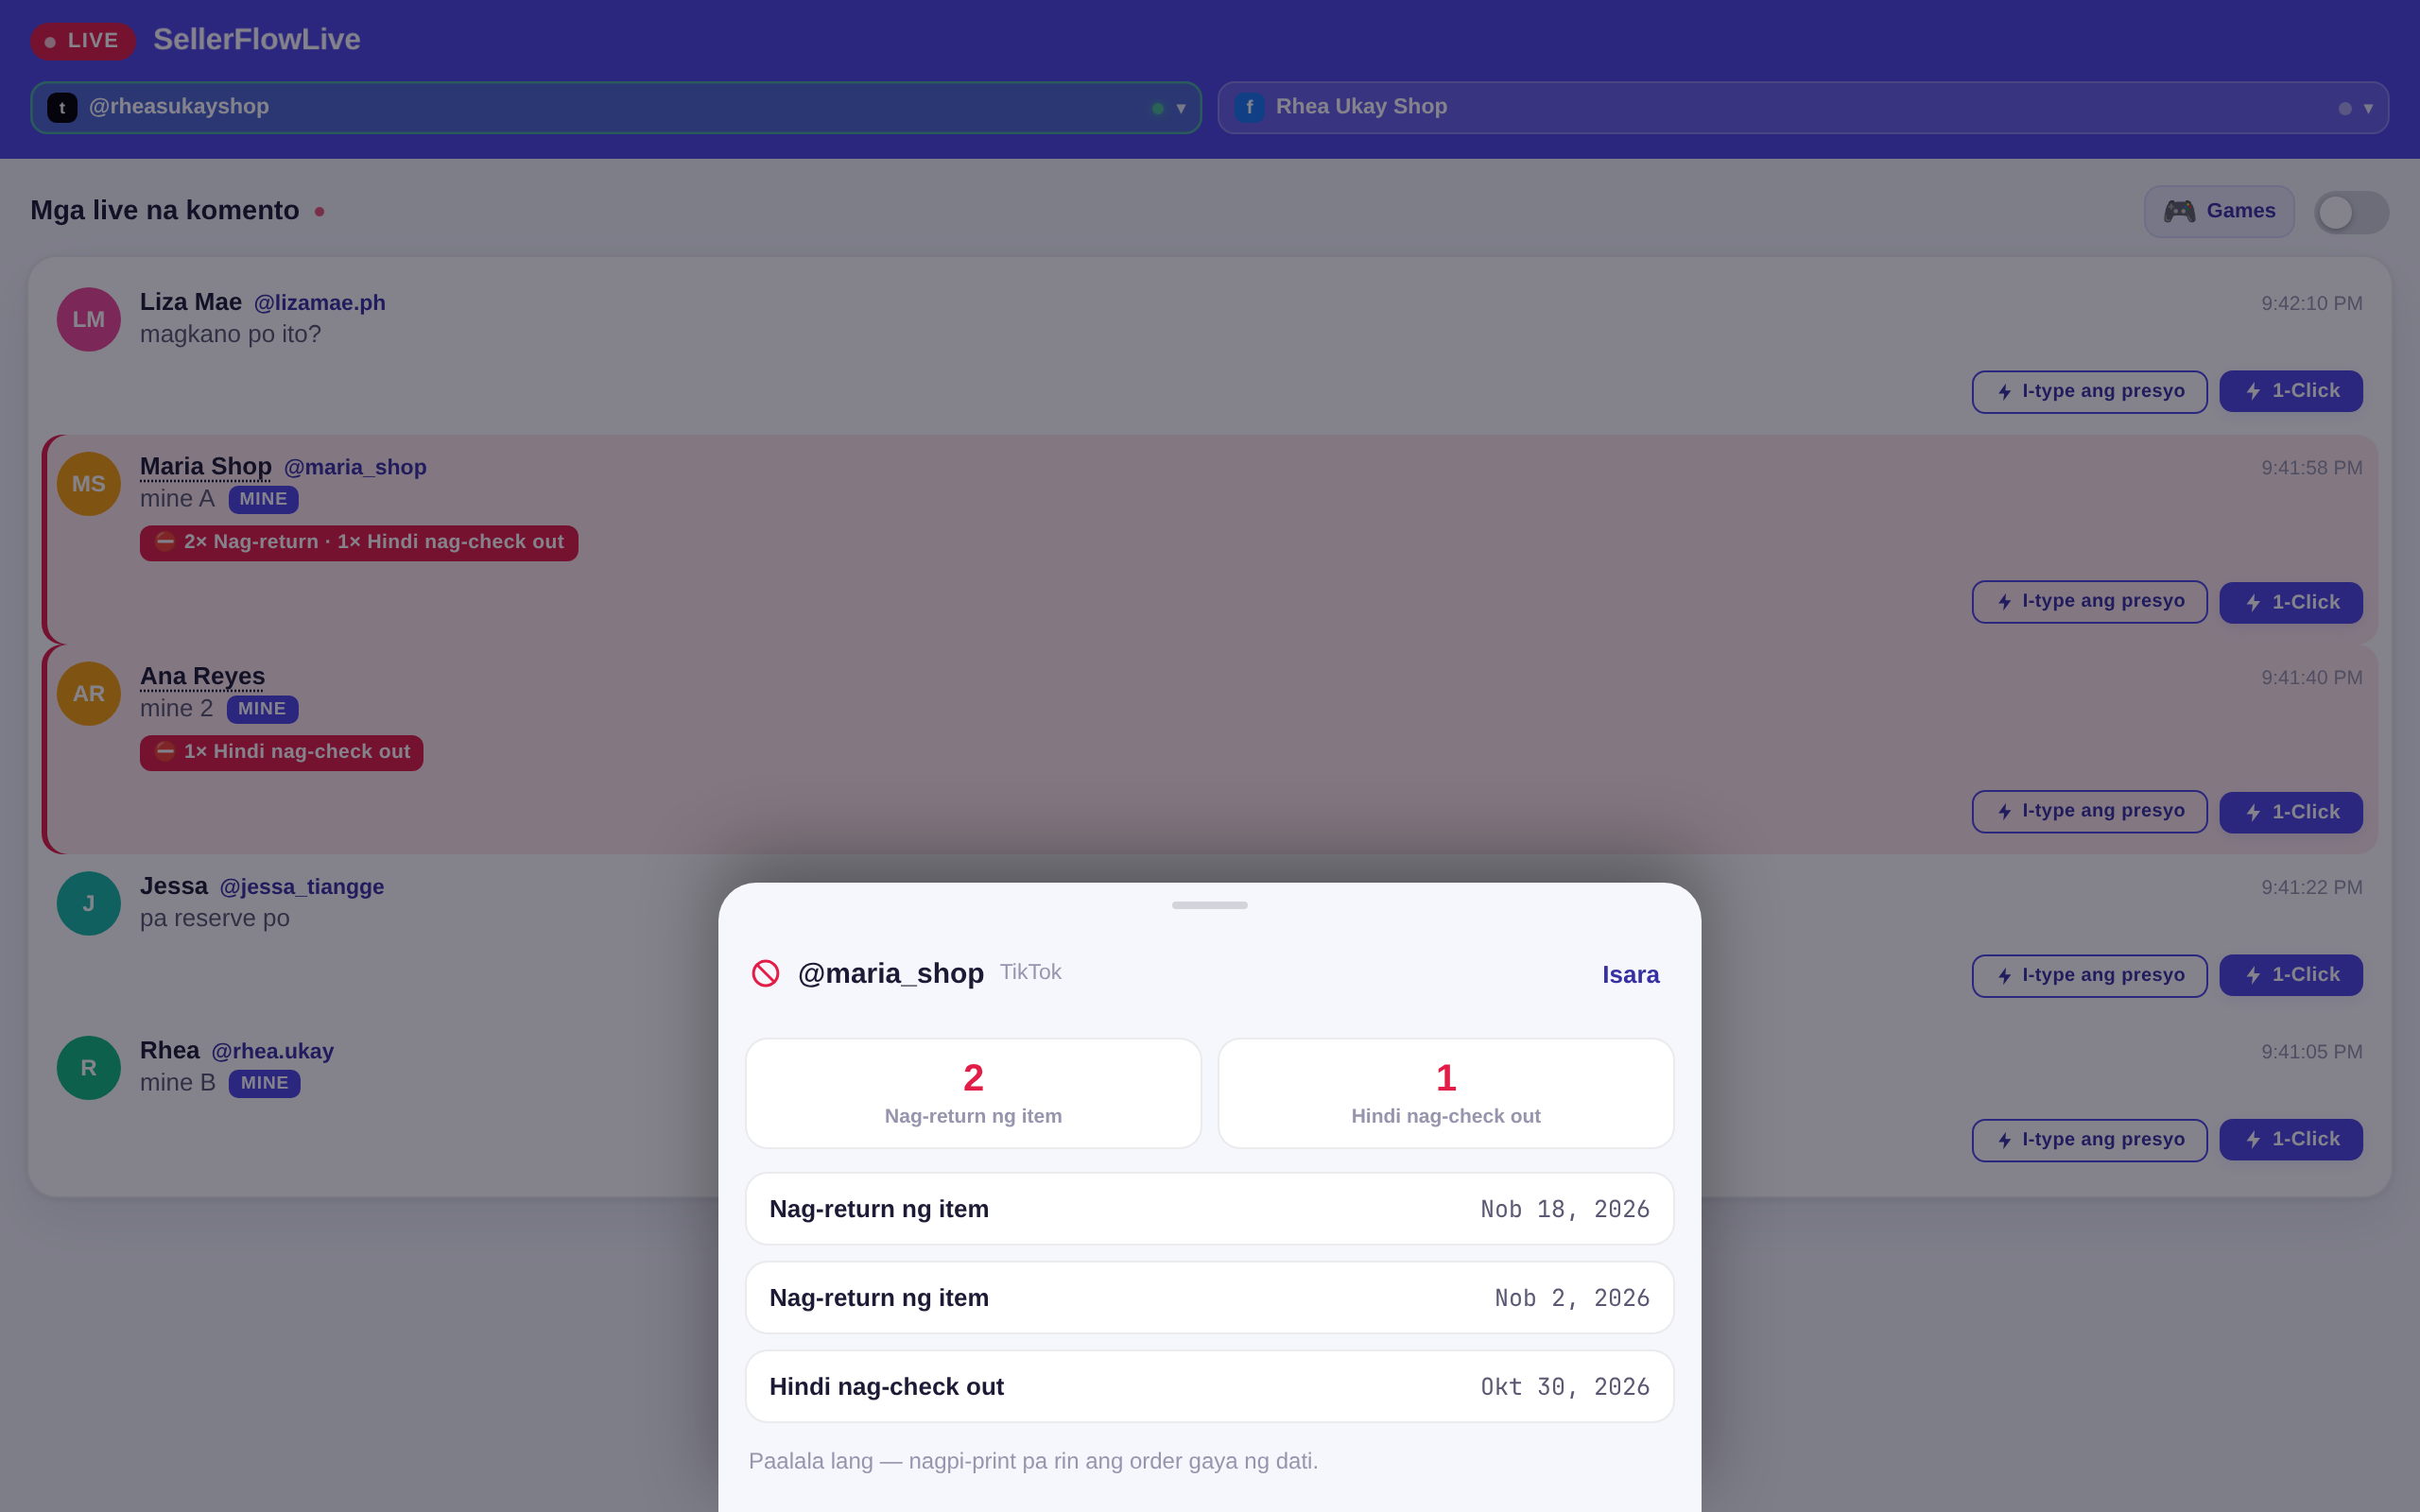 LIVE SellerFlowLive
t @rheasukayshop ▾ f Rhea Ukay Shop ▾
Mga live na komento
🎮 Games
LM Liza Mae @lizamae.ph 9:42:10 PM
magkano po ito?
I-type ang presyo 1-Click
MS Maria Shop @maria_shop 9:41:58 PM
mine A MINE
⛔ 2× Nag-return · 1× Hindi nag-check out
I-type ang presyo 1-Click
AR Ana Reyes 9:41:40 PM
mine 2 MINE
⛔ 1× Hindi nag-check out
I-type ang presyo 1-Click
J Jessa @jessa_tiangge 9:41:22 PM
pa reserve po
I-type ang presyo 1-Click
R Rhea @rhea.ukay 9:41:05 PM
mine B MINE
I-type ang presyo 1-Click
@maria_shop TikTok Isara
2
Nag-return ng item
1
Hindi nag-check out
Nag-return ng item Nob 18, 2026
Nag-return ng item Nob 2, 2026
Hindi nag-check out Okt 30, 2026
Paalala lang — nagpi-print pa rin ang order gaya ng dati.